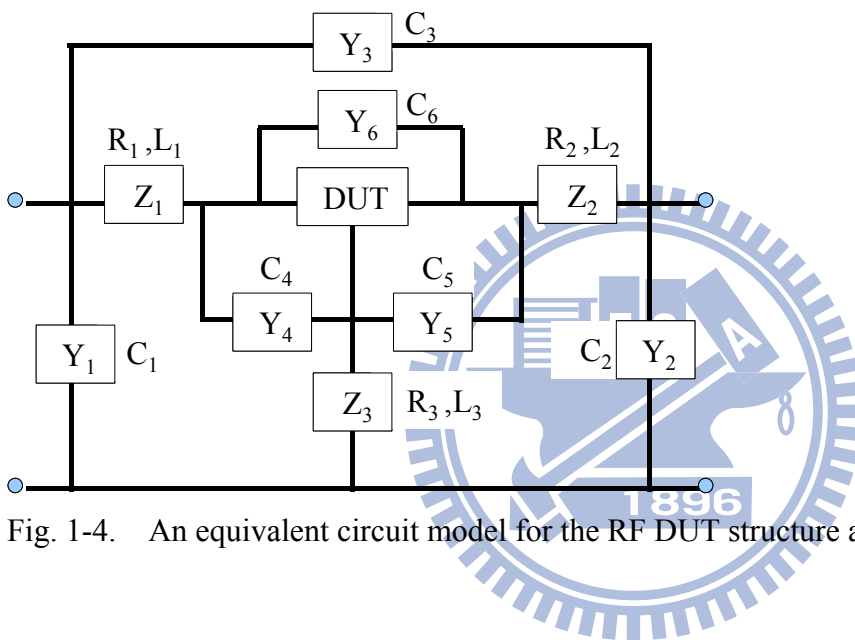 C3
Y3
C6
Y6
R1 ,L1
R2 ,L2
Z1
DUT
Z2
C4
C5
Y4
Y5
Y1
C1
C2
Y2
A
Z3
R3 ,L3
1896
Fig. 1-4. An equivalent circuit model for the RF DUT structure a